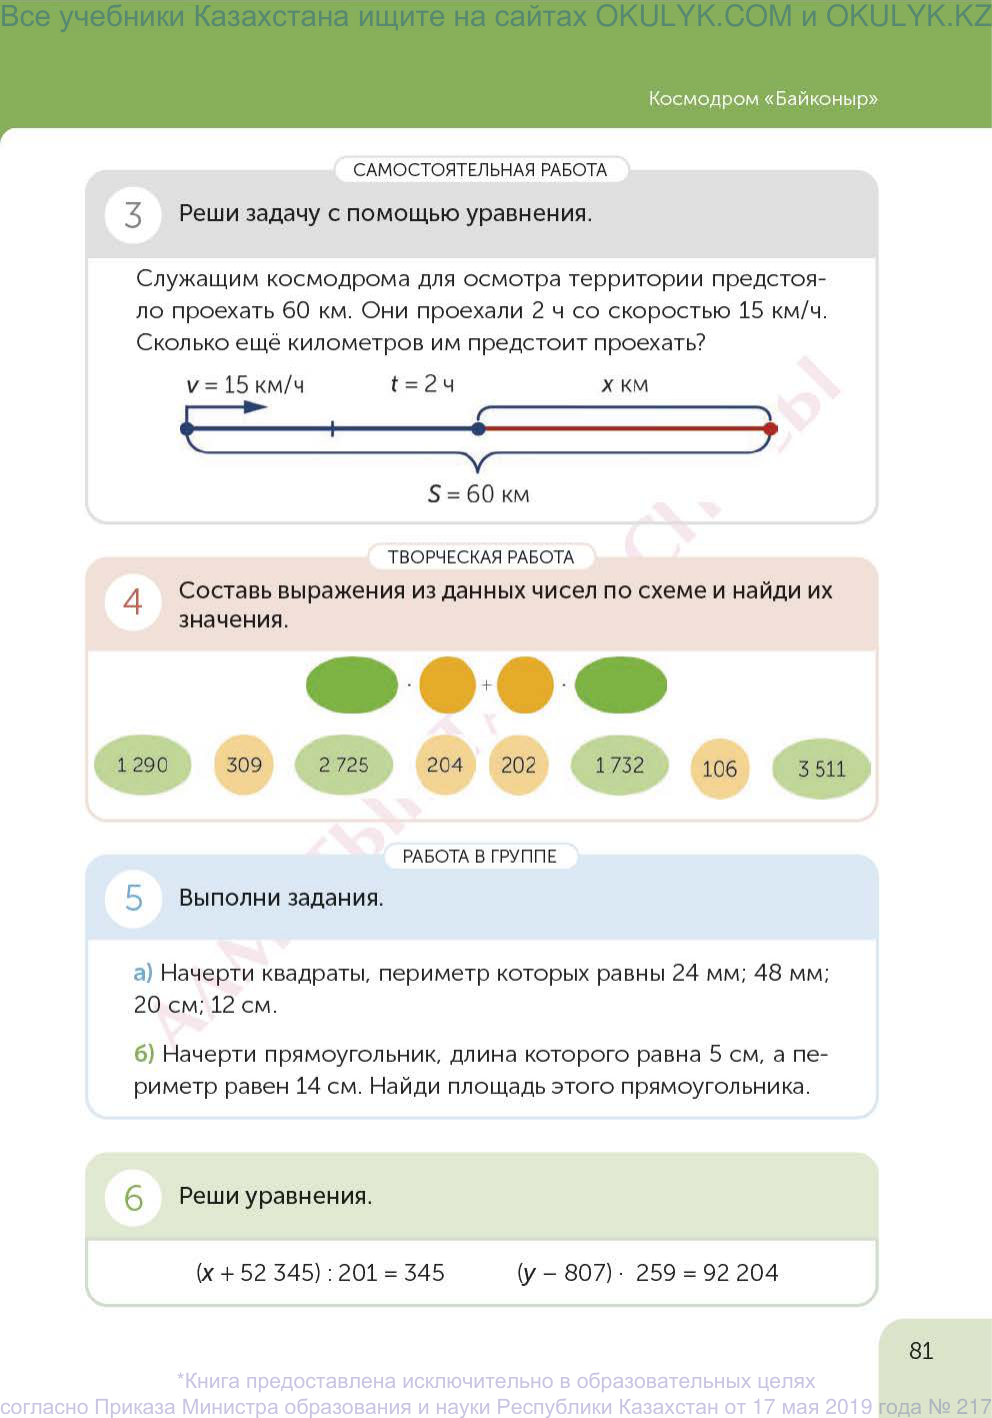 Все учебники Казахстана ищите на сайтах OKULYK.COM и OKULYK.KZ
Космодром «Байконыр»
САМОСТОЯТЕЛЬНАЯ РАБОТА
3 Реши задачу с помощью уравнения.
Служащим космодрома для осмотра территории предстоя-
ло проехать 60 км. Они проехали 2 ч со скоростью 15 км/ч.
Сколько ещё километров им предстоит проехать?
v = 15 км/ч t = 2 ч x км
S = 60 км
ТВОРЧЕСКАЯ РАБОТА
4 Составь выражения из данных чисел по схеме и найди их
значения.
· + ·
1 290 309 2 725 204 202 1 732 106 3 511
РАБОТА В ГРУППЕ
5 Выполни задания.
а) Начерти квадраты, периметр которых равны 24 мм; 48 мм;
20 см; 12 см.
б) Начерти прямоугольник, длина которого равна 5 см, а пе-
риметр равен 14 см. Найди площадь этого прямоугольника.
6 Реши уравнения.
(x + 52 345) : 201 = 345 (y – 807) · 259 = 92 204
81
*Книга предоставлена исключительно в образовательных целях
согласно Приказа Министра образования и науки Республики Казахстан от 17 мая 2019 года № 217